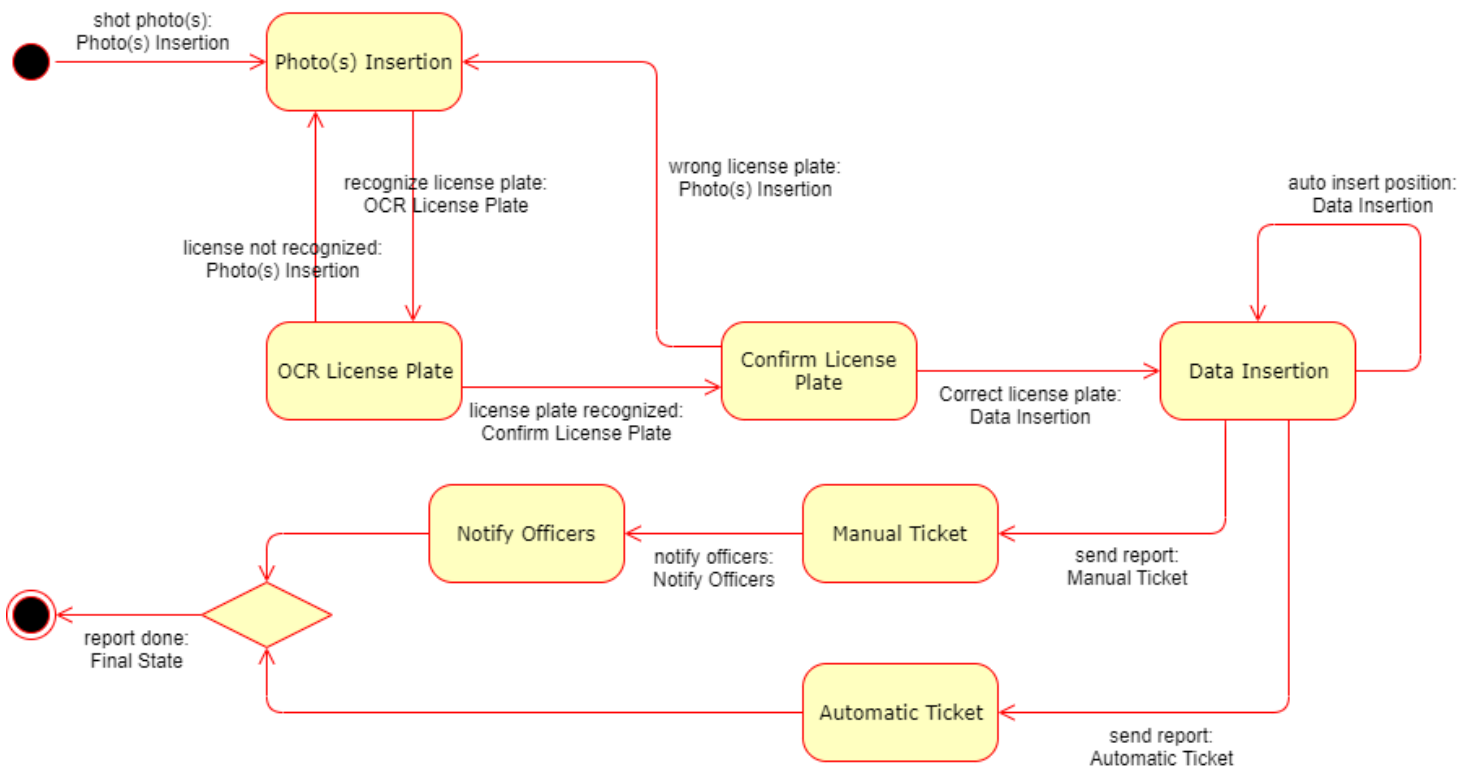 shot photo(s):
Photo(s) Insertion
Photo(s) Insertion
wrong license plate:
Photo(s) Insertion
recognize license plate:
OCR License Plate
auto insert position:
Data Insertion
license not recognized:
Photo(s) Insertion
OCR License Plate
Confirm License
Plate
Data Insertion
license plate recognized:
Confirm License Plate
Correct license plate:
Data Insertion
Notify Officers
Manual Ticket
notify officers:
Notify Officers
send report:
Manual Ticket
report done:
Final State
Automatic Ticket
send report:
Automatic Ticket